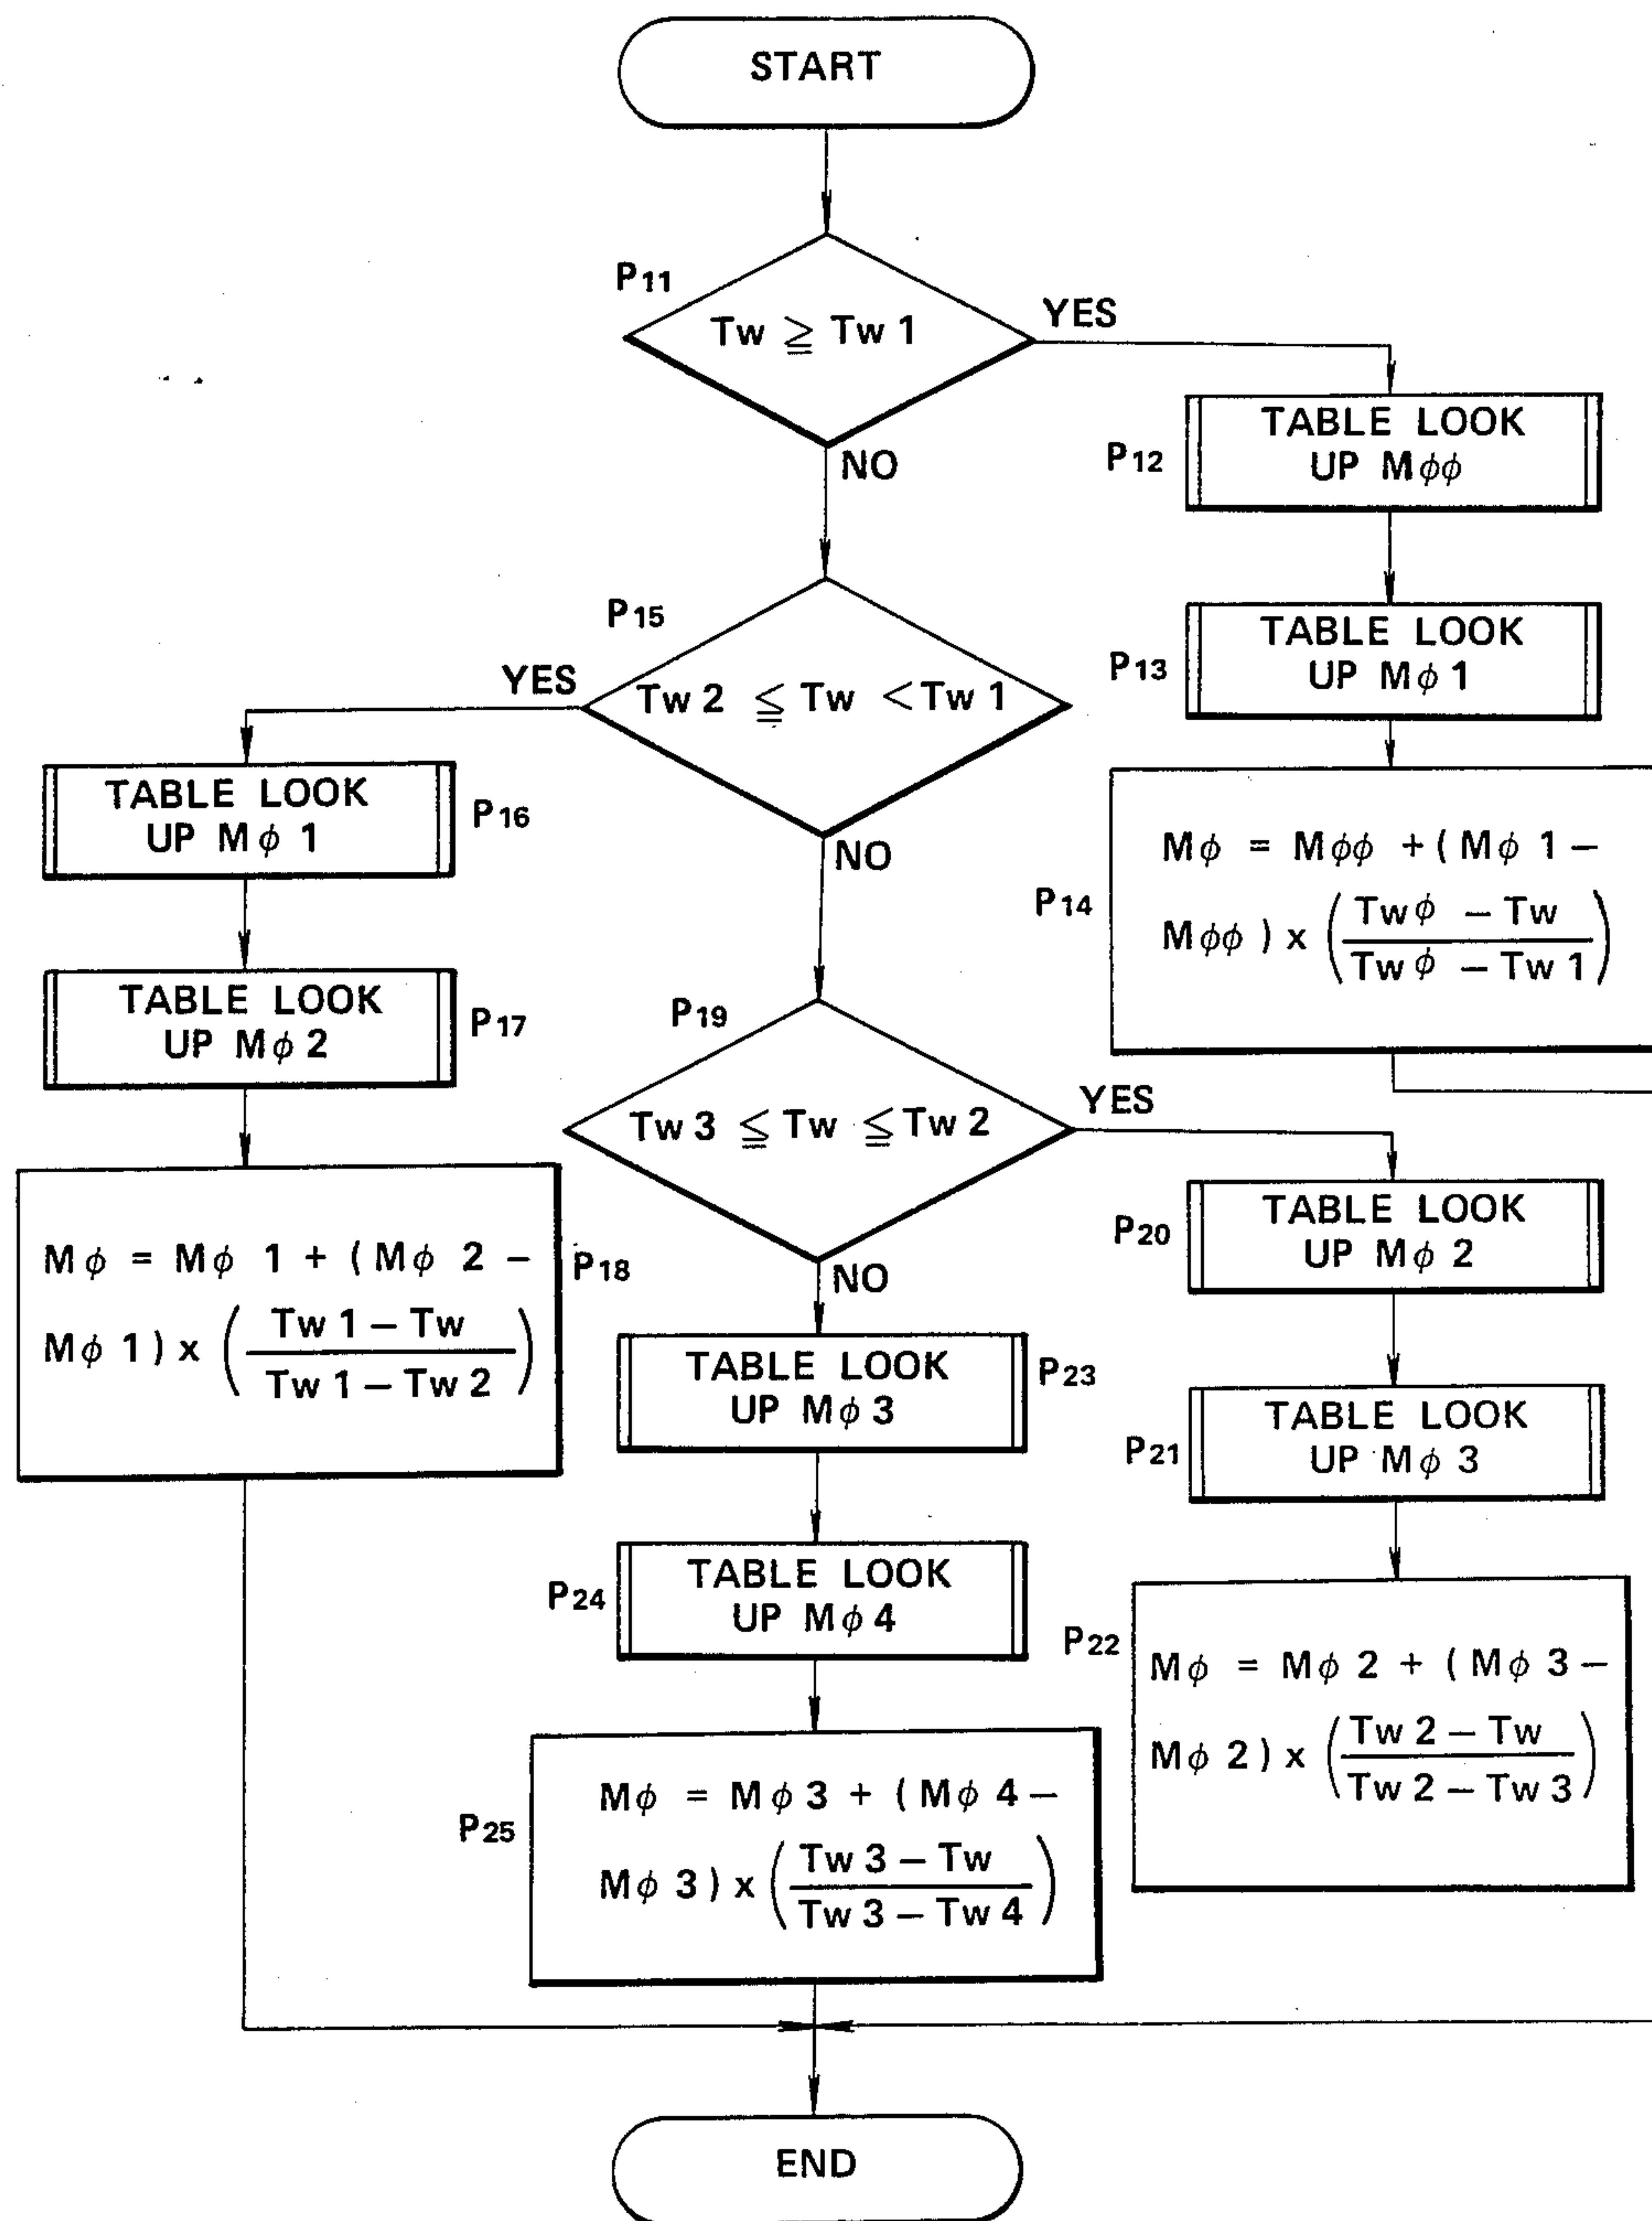 START
P11
Tw ≧ Tw 1
YES
NO
P12
TABLE LOOK
UP Mφφ
P13
TABLE LOOK
UP Mφ 1
P14
Mφ = Mφφ + ( Mφ 1 –
Mφφ ) x ( Twφ – Tw
Twφ – Tw 1 )
P15
Tw 2 ≦ Tw < Tw 1
YES
NO
TABLE LOOK
UP Mφ 1
P16
TABLE LOOK
UP Mφ 2
P17
Mφ = Mφ 1 + ( Mφ 2 –
Mφ 1 ) x ( Tw 1 – Tw
Tw 1 – Tw 2 )
P18
P19
Tw 3 ≦ Tw ≦ Tw 2
YES
NO
P20
TABLE LOOK
UP Mφ 2
P21
TABLE LOOK
UP Mφ 3
P22
Mφ = Mφ 2 + ( Mφ 3 –
Mφ 2 ) x ( Tw 2 – Tw
Tw 2 – Tw 3 )
TABLE LOOK
UP Mφ 3
P23
P24
TABLE LOOK
UP Mφ 4
P25
Mφ = Mφ 3 + ( Mφ 4 –
Mφ 3 ) x ( Tw 3 – Tw
Tw 3 – Tw 4 )
END